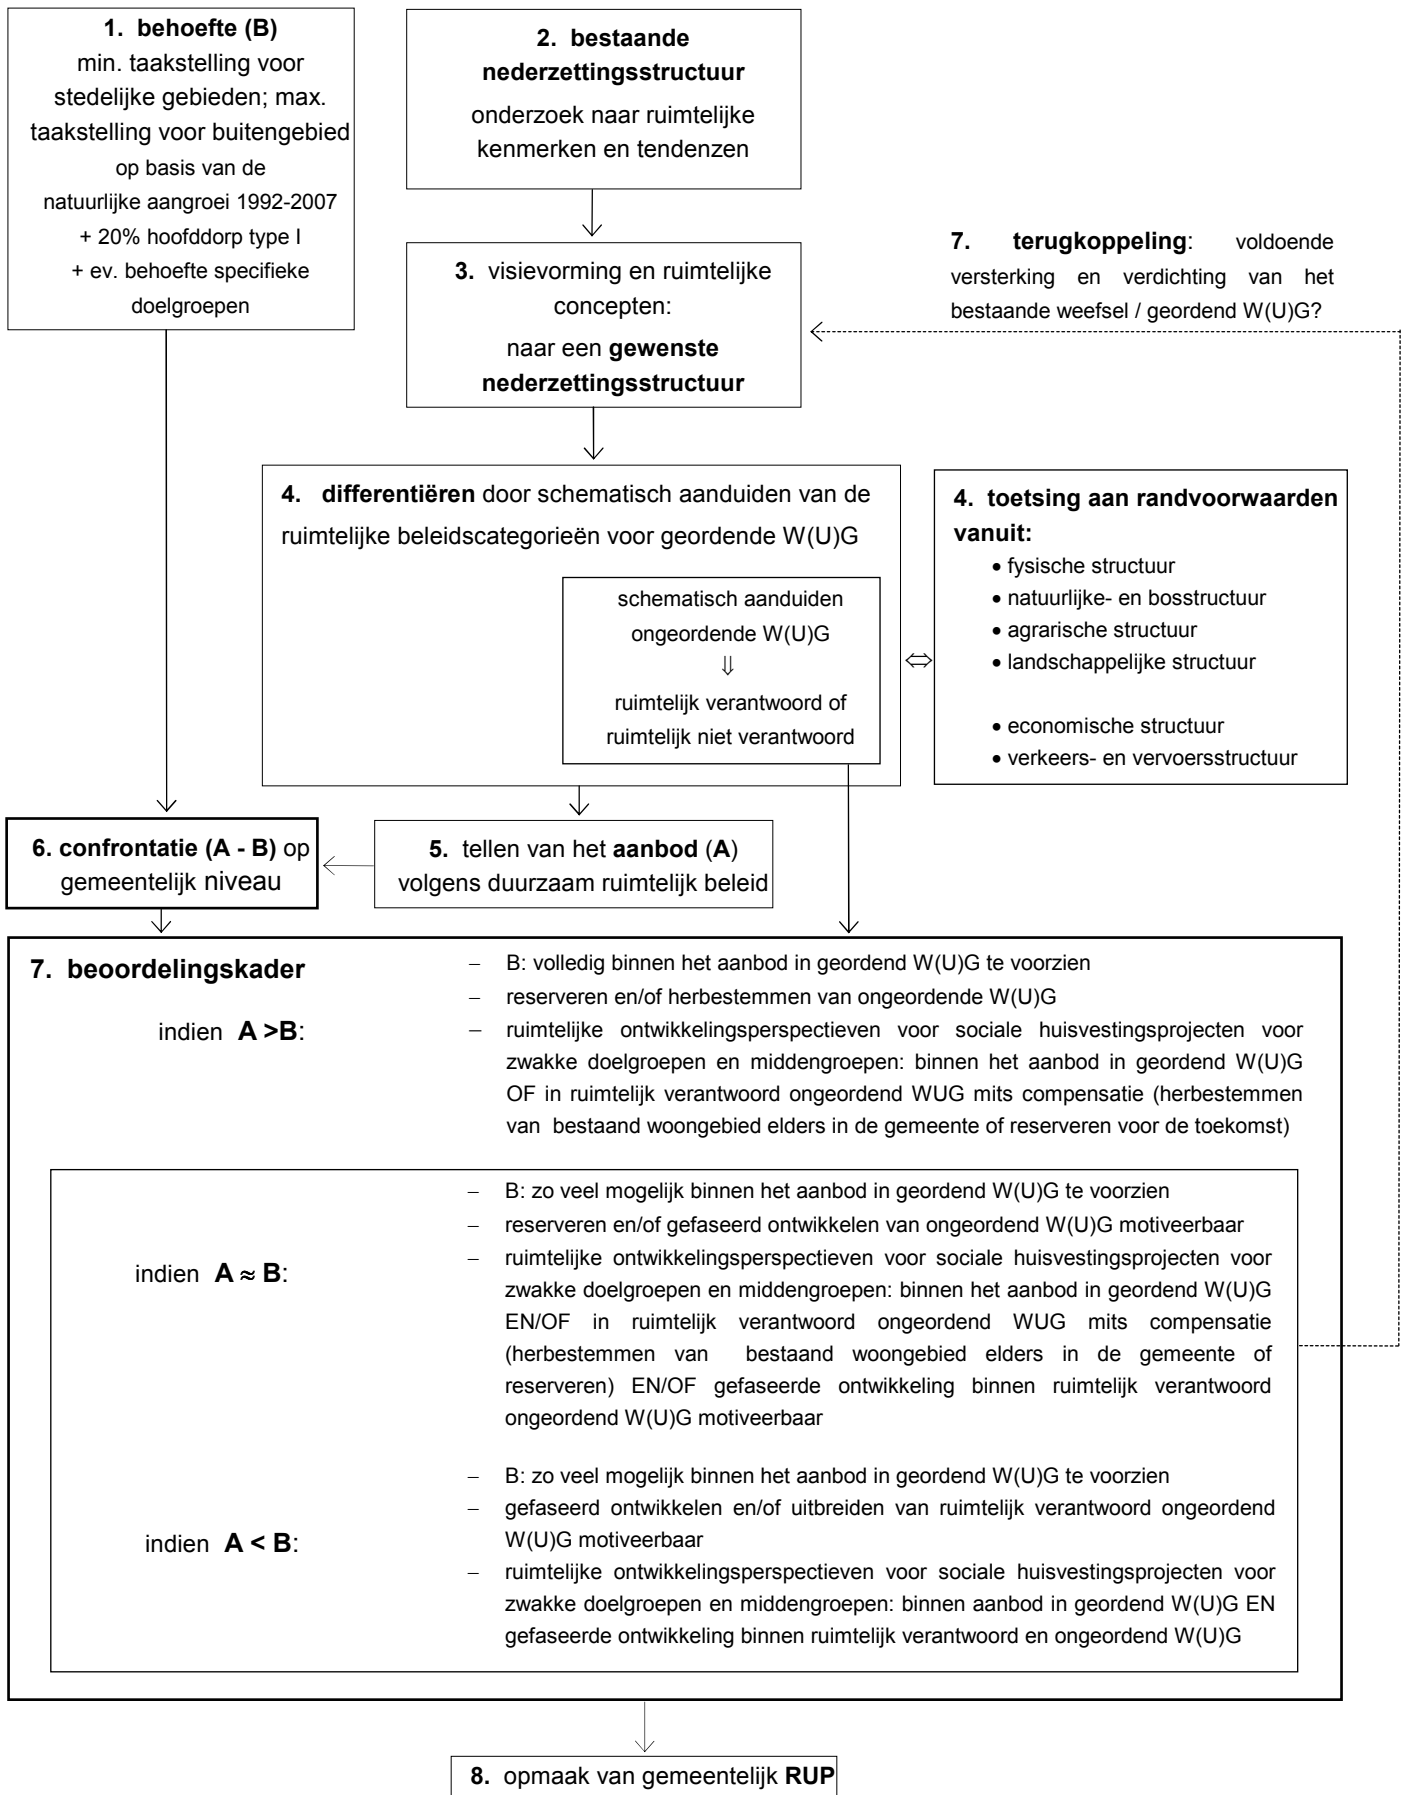 1. behoefte (B)
min. taakstelling voor
stedelijke gebieden; max.
taakstelling voor buitengebied
op basis van de
natuurlijke aangroei 1992-2007
+ 20% hoofddorp type I
+ ev. behoefte specifieke
doelgroepen
2. bestaande
nederzettingsstructuur
onderzoek naar ruimtelijke
kenmerken en tendenzen
3. visievorming en ruimtelijke
concepten:
naar een gewenste
nederzettingsstructuur
7. terugkoppeling: voldoende
versterking en verdichting van het
bestaande weefsel / geordend W(U)G?
4. differentiëren door schematisch aanduiden van de
ruimtelijke beleidscategorieën voor geordende W(U)G
schematisch aanduiden
ongeordende W(U)G
⇓
ruimtelijk verantwoord of
ruimtelijk niet verantwoord
⇔
4. toetsing aan randvoorwaarden
vanuit:
• fysische structuur
• natuurlijke- en bosstructuur
• agrarische structuur
• landschappelijke structuur
• economische structuur
• verkeers- en vervoersstructuur
6. confrontatie (A - B) op
gemeentelijk niveau
5. tellen van het aanbod (A)
volgens duurzaam ruimtelijk beleid
7. beoordelingskader
indien A >B:
– B: volledig binnen het aanbod in geordend W(U)G te voorzien
– reserveren en/of herbestemmen van ongeordende W(U)G
– ruimtelijke ontwikkelingsperspectieven voor sociale huisvestingsprojecten voor
zwakke doelgroepen en middengroepen: binnen het aanbod in geordend W(U)G
OF in ruimtelijk verantwoord ongeordend WUG mits compensatie (herbestemmen
van bestaand woongebied elders in de gemeente of reserveren voor de toekomst)
indien A ≈ B:
– B: zo veel mogelijk binnen het aanbod in geordend W(U)G te voorzien
– reserveren en/of gefaseerd ontwikkelen van ongeordend W(U)G motiveerbaar
– ruimtelijke ontwikkelingsperspectieven voor sociale huisvestingsprojecten voor
zwakke doelgroepen en middengroepen: binnen het aanbod in geordend W(U)G
EN/OF in ruimtelijk verantwoord ongeordend WUG mits compensatie
(herbestemmen van bestaand woongebied elders in de gemeente of
reserveren) EN/OF gefaseerde ontwikkeling binnen ruimtelijk verantwoord
ongeordend W(U)G motiveerbaar
indien A < B:
– B: zo veel mogelijk binnen het aanbod in geordend W(U)G te voorzien
– gefaseerd ontwikkelen en/of uitbreiden van ruimtelijk verantwoord ongeordend
W(U)G motiveerbaar
– ruimtelijke ontwikkelingsperspectieven voor sociale huisvestingsprojecten voor
zwakke doelgroepen en middengroepen: binnen aanbod in geordend W(U)G EN
gefaseerde ontwikkeling binnen ruimtelijk verantwoord en ongeordend W(U)G
8. opmaak van gemeentelijk RUP